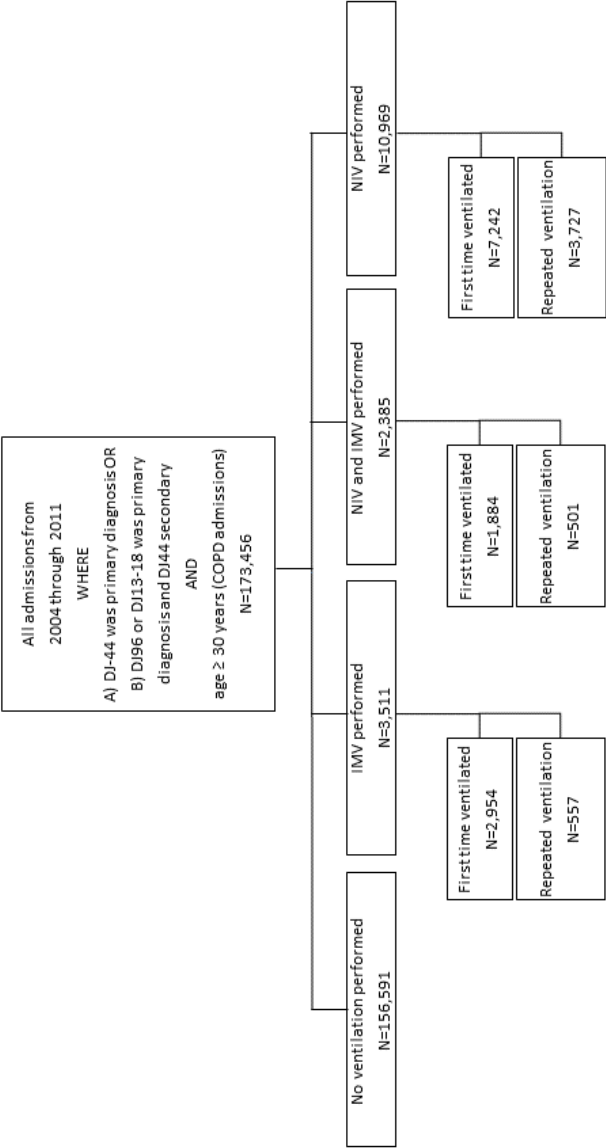 All admissions from
2004 through 2011
WHERE
A) DJ-44 was primary diagnosis OR
B) DJ96 or DJ13-18 was primary
diagnosis and DJ44 secondary
AND
age ≥ 30 years (COPD admissions)
N=173,456
No ventilation performed
N=156,591
IMV performed
N=3,511
NIV and IMV performed
N=2,385
NIV performed
N=10,969
First time ventilated
N=2,954
Repeated ventilation
N=557
First time ventilated
N=1,884
Repeated ventilation
N=501
First time ventilated
N=7,242
Repeated ventilation
N=3,727